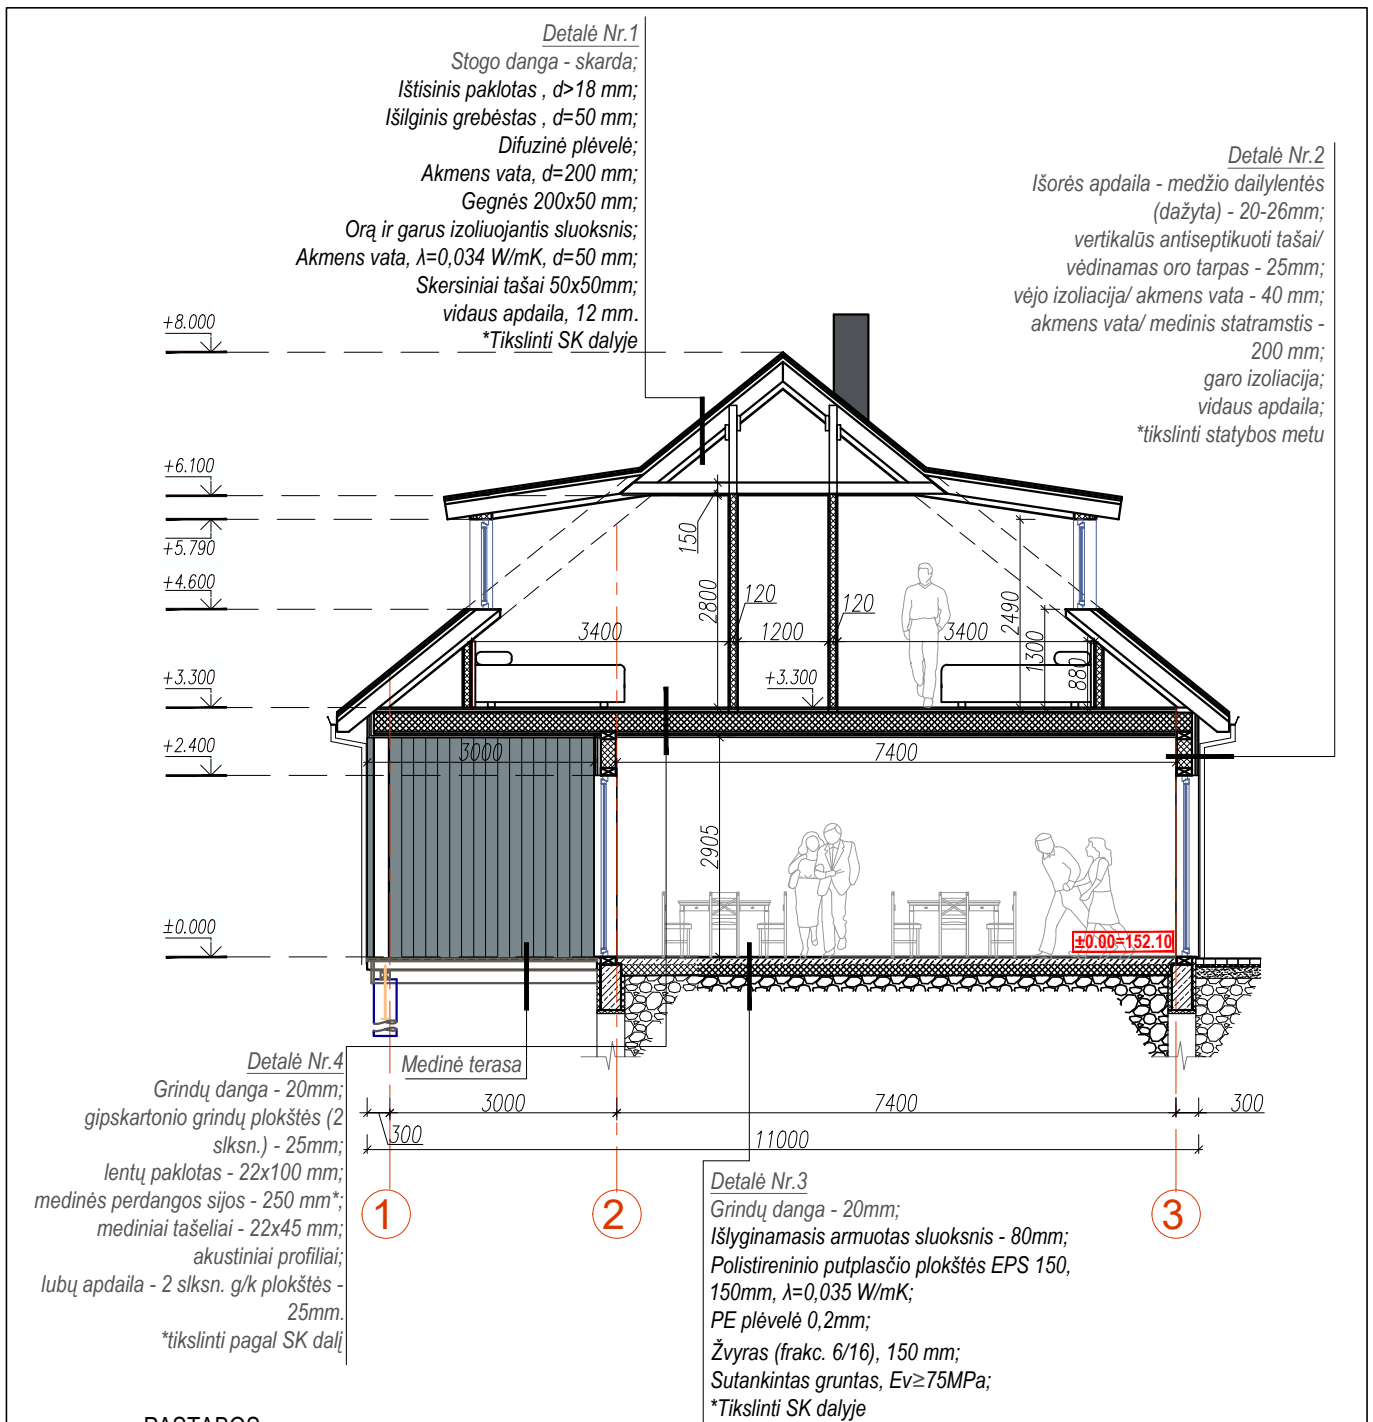 Detalė Nr.1
Stogo danga - skarda;
Ištisinis paklotas , d>18 mm;
Išilginis grebėstas , d=50 mm;
Difuzinė plėvelė;
Akmens vata, d=200 mm;
Gegnės 200x50 mm;
Orą ir garus izoliuojantis sluoksnis;
Akmens vata, λ=0,034 W/mK, d=50 mm;
Skersiniai tašai 50x50mm;
vidaus apdaila, 12 mm.
*Tikslinti SK dalyje
Detalė Nr.2
Išorės apdaila - medžio dailylentės
(dažyta) - 20-26mm;
vertikalūs antiseptikuoti tašai/
vėdinamas oro tarpas - 25mm;
vėjo izoliacija/ akmens vata - 40 mm;
akmens vata/ medinis statramstis -
200 mm;
garo izoliacija;
vidaus apdaila;
*tikslinti statybos metu
+8.000
+6.100
+5.790
+4.600
+3.300
+2.400
±0.000
150
2800
120
120
2490
1300
880
3400
1200
3400
+3.300
3000
7400
2905
±0.00=152.10
Detalė Nr.4
Grindų danga - 20mm;
gipskartonio grindų plokštės (2
slksn.) - 25mm;
lentų paklotas - 22x100 mm;
medinės perdangos sijos - 250 mm*;
mediniai tašeliai - 22x45 mm;
akustiniai profiliai;
lubų apdaila - 2 slksn. g/k plokštės -
25mm.
*tikslinti pagal SK dalį
Medinė terasa
3000
7400
300
300
11000
1
2
3
Detalė Nr.3
Grindų danga - 20mm;
Išlyginamasis armuotas sluoksnis - 80mm;
Polistireninio putplasčio plokštės EPS 150,
150mm, λ=0,035 W/mK;
PE plėvelė 0,2mm;
Žvyras (frakc. 6/16), 150 mm;
Sutankintas gruntas, Ev≥75MPa;
*Tikslinti SK dalyje